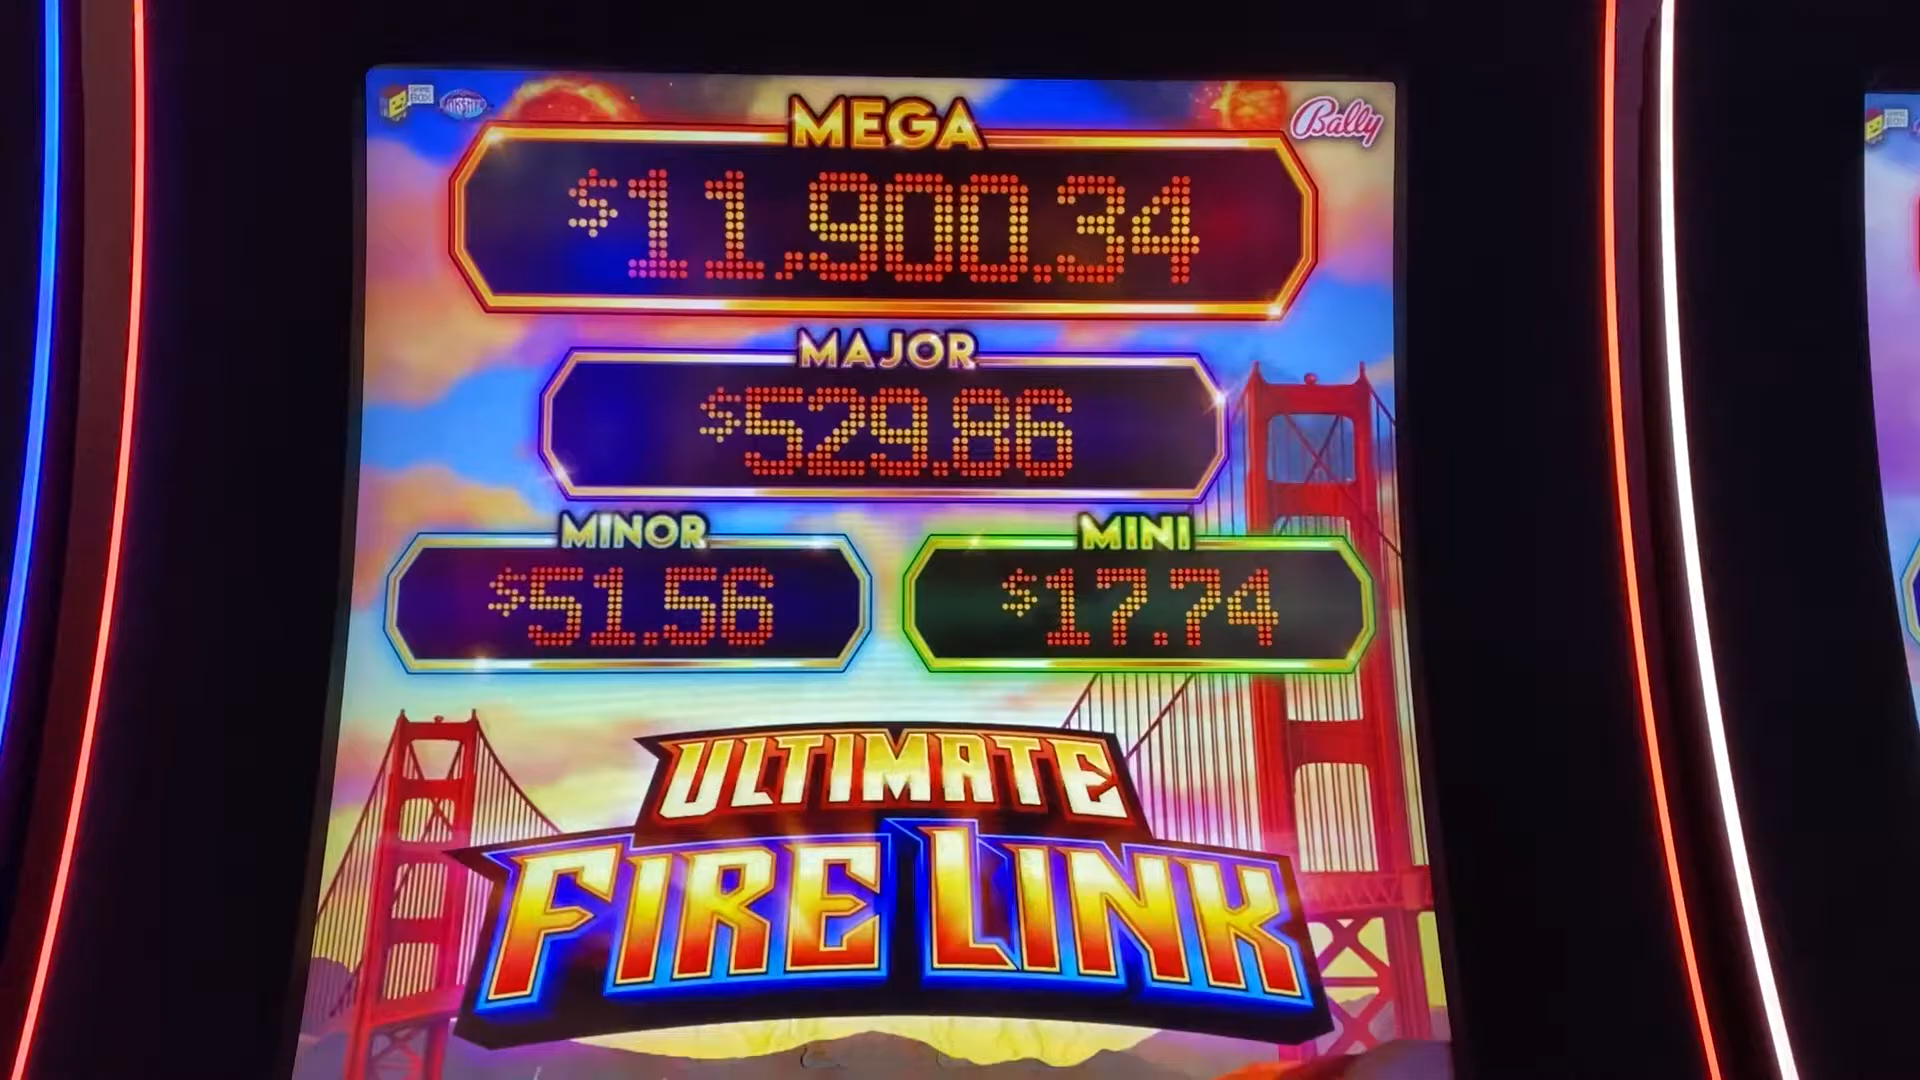 MEGA
Bally
$11,900.34
MAJOR
$529.86
MINOR
MINI
$51.56
$17.74
ULTIMATE
FIRE LINK